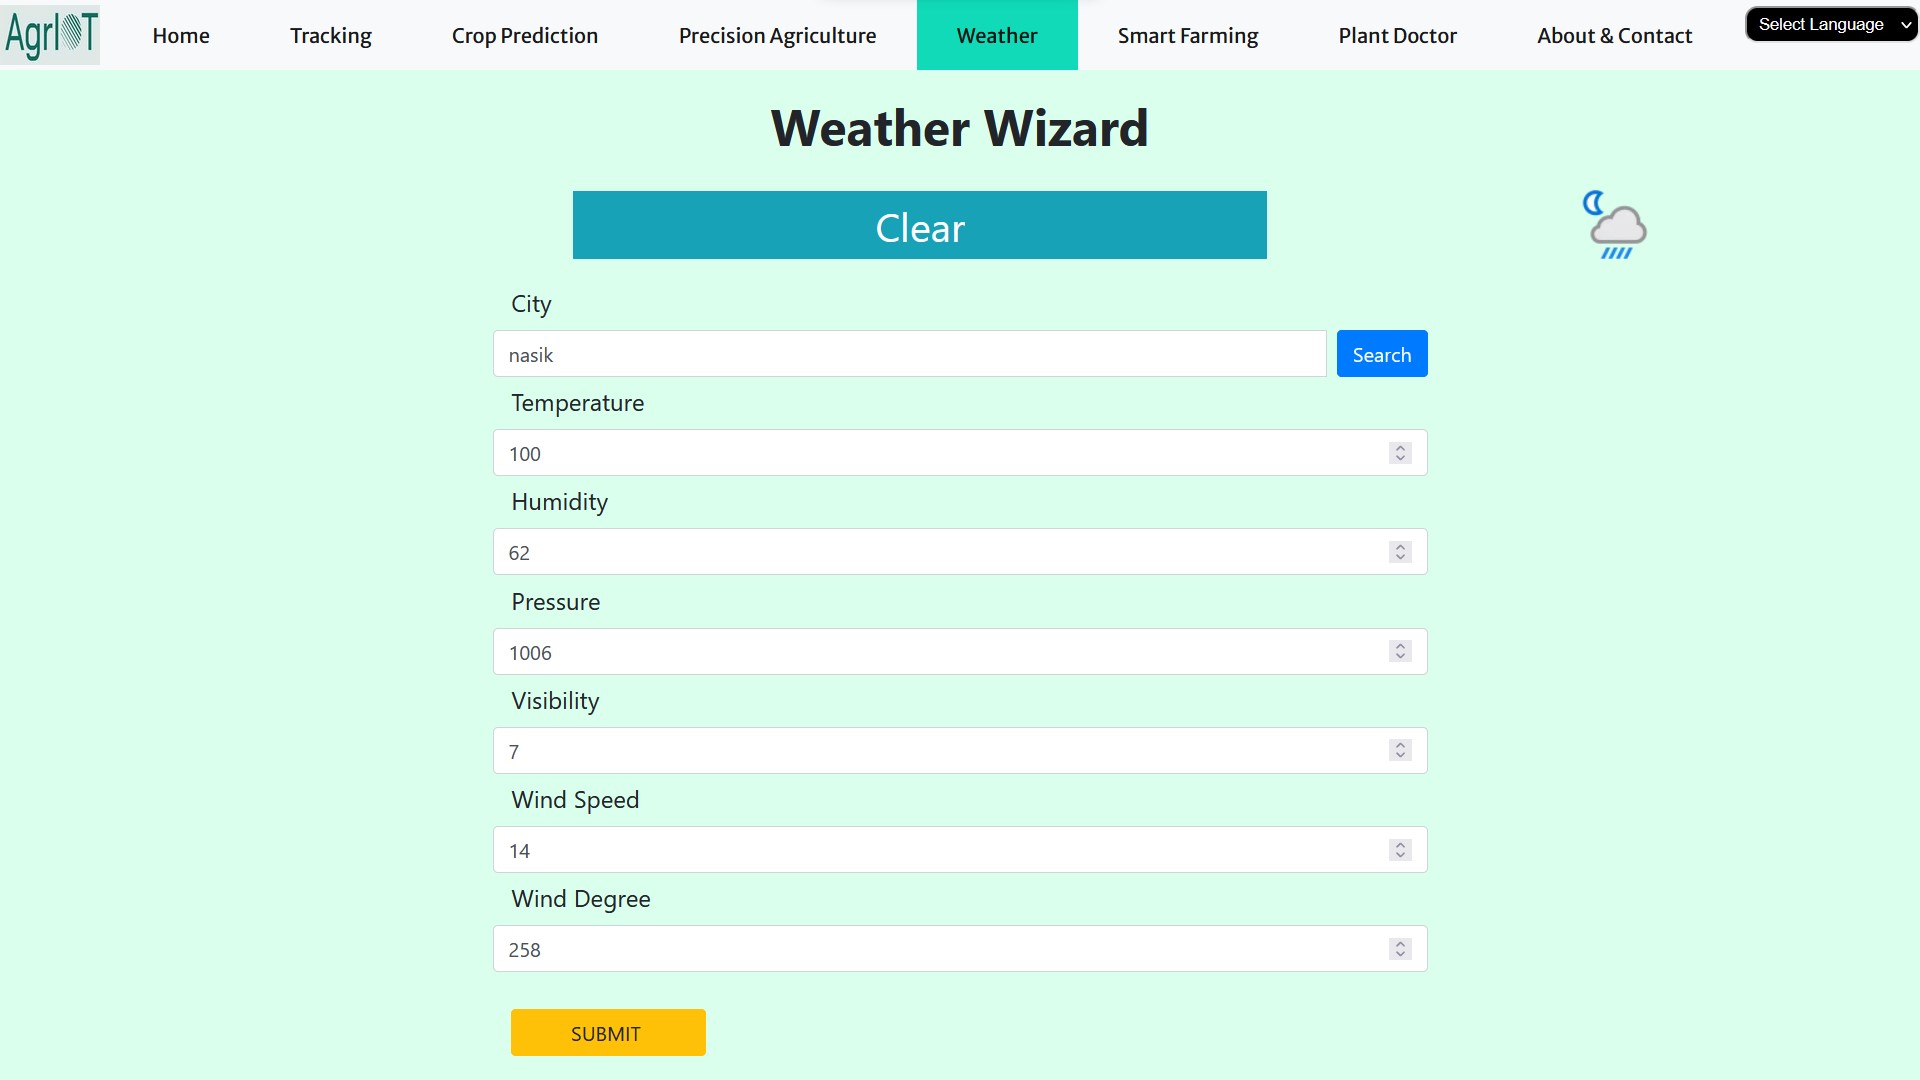 AgrIOT
Home
Tracking
Crop Prediction
Precision Agriculture
Weather
Smart Farming
Plant Doctor
About & Contact
Select Language
Weather Wizard
Clear
City
nasik
Search
Temperature
100
Humidity
62
Pressure
1006
Visibility
7
Wind Speed
14
Wind Degree
258
SUBMIT